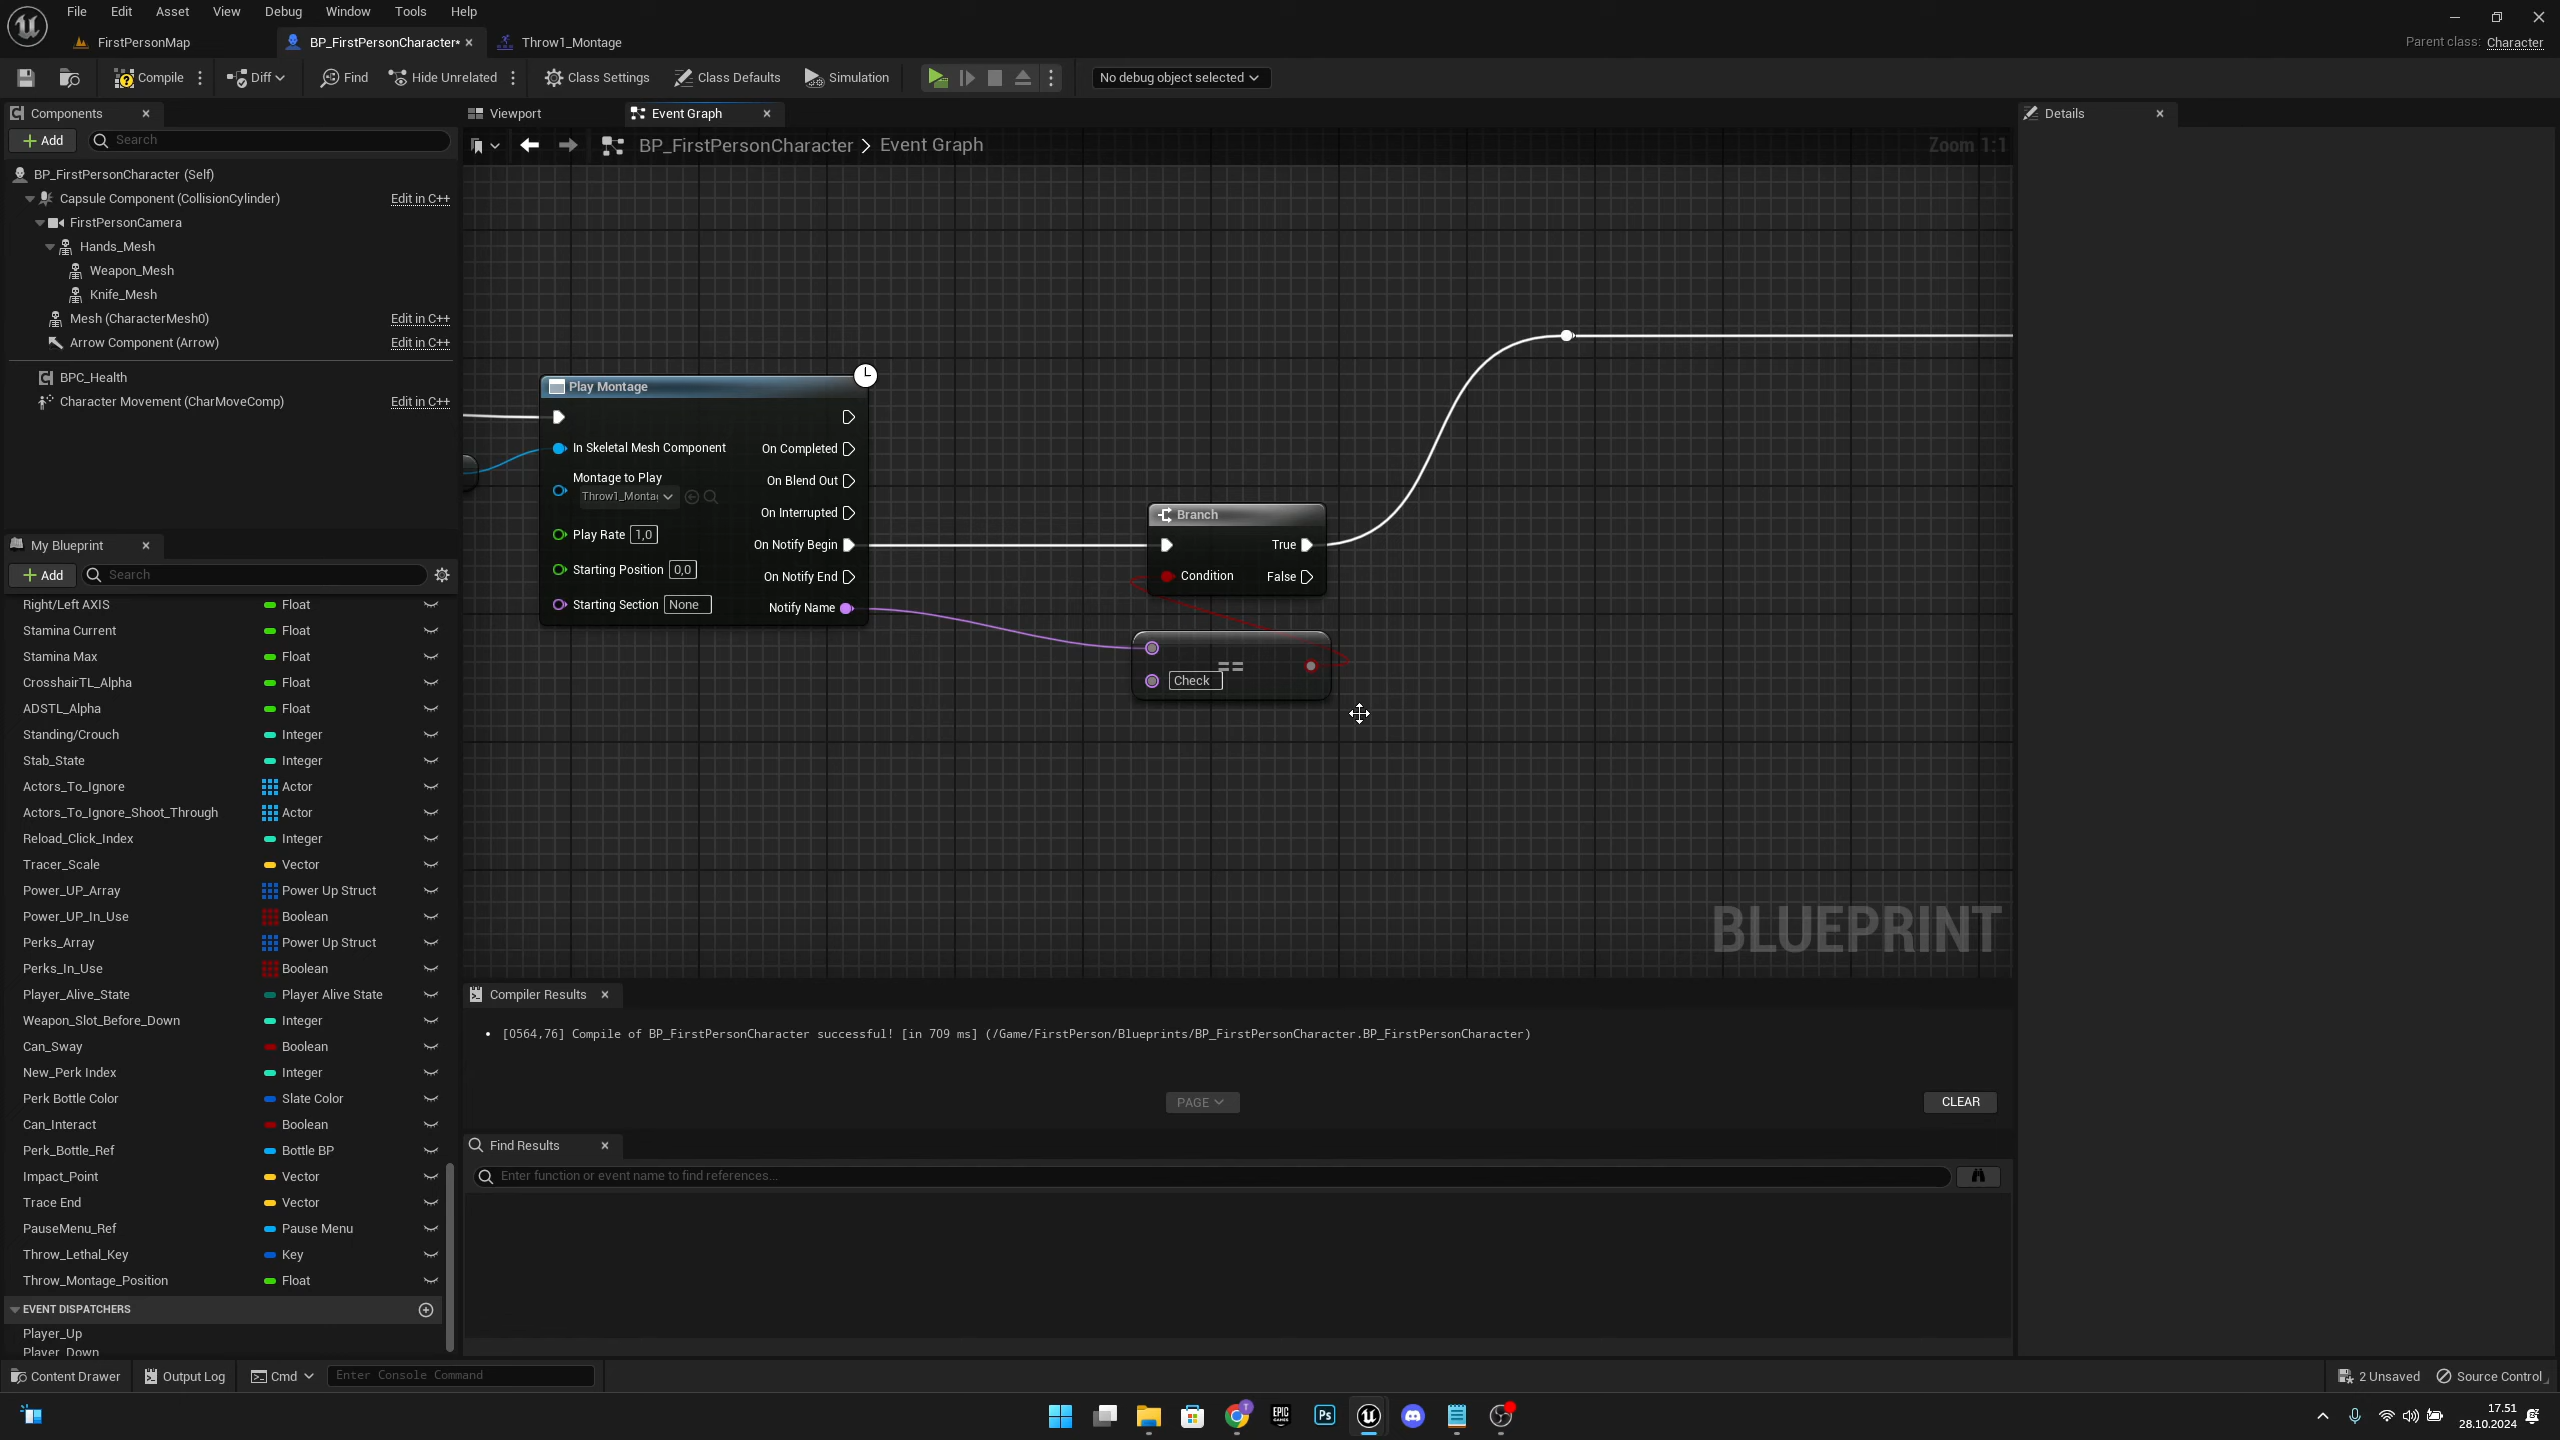 File Edit Asset View Debug Window Tools Help
FirstPersonMap BP_FirstPersonCharacter* Throw1_Montage
Parent class: Character
Compile Diff Find Hide Unrelated Class Settings Class Defaults Simulation No debug object selected
Components
Add Search
BP_FirstPersonCharacter (Self)
Capsule Component (CollisionCylinder) Edit in C++
FirstPersonCamera
Hands_Mesh
Weapon_Mesh
Knife_Mesh
Mesh (CharacterMesh0) Edit in C++
Arrow Component (Arrow) Edit in C++
BPC_Health
Character Movement (CharMoveComp) Edit in C++
My Blueprint
Add Search
Right/Left AXIS Float
Stamina Current Float
Stamina Max Float
CrosshairTL_Alpha Float
ADSTL_Alpha Float
Standing/Crouch Integer
Stab_State Integer
Actors_To_Ignore Actor
Actors_To_Ignore_Shoot_Through Actor
Reload_Click_Index Integer
Tracer_Scale Vector
Power_UP_Array Power Up Struct
Power_UP_In_Use Boolean
Perks_Array Power Up Struct
Perks_In_Use Boolean
Player_Alive_State Player Alive State
Weapon_Slot_Before_Down Integer
Can_Sway Boolean
New_Perk Index Integer
Perk Bottle Color Slate Color
Can_Interact Boolean
Perk_Bottle_Ref Bottle BP
Impact_Point Vector
Trace End Vector
PauseMenu_Ref Pause Menu
Throw_Lethal_Key Key
Throw_Montage_Position Float
EVENT DISPATCHERS
Player_Up
Player_Down
Viewport Event Graph
BP_FirstPersonCharacter > Event Graph
Zoom 1:1
Play Montage
In Skeletal Mesh Component On Completed
Montage to Play On Blend Out
Throw1_Montag
On Interrupted
Play Rate 1,0 On Notify Begin
Starting Position 0,0 On Notify End
Starting Section None Notify Name
Branch
True
Condition False
==
Check
BLUEPRINT
Compiler Results
[0564,76] Compile of BP_FirstPersonCharacter successful! [in 709 ms] (/Game/FirstPerson/Blueprints/BP_FirstPersonCharacter.BP_FirstPersonCharacter)
PAGE CLEAR
Find Results
Enter function or event name to find references...
Details
Content Drawer Output Log Cmd Enter Console Command
2 Unsaved Source Control
EPIC GAMES Ps
17.51
28.10.2024